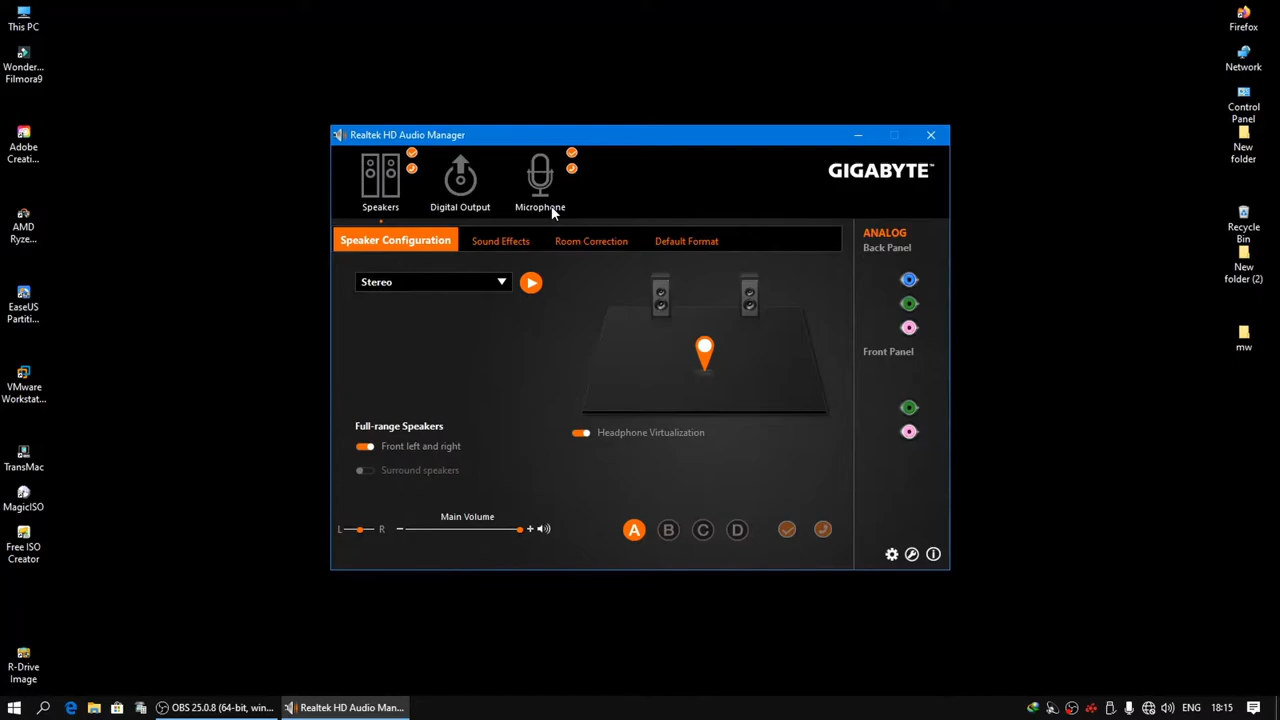 This PC
Wonder...
Filmora9
Adobe
Creati...
AMD
Ryze...
EaseUS
Partiti...
VMware
Workstat...
TransMac
MagicISO
Free ISO
Creator
R-Drive
Image
Realtek HD Audio Manager
Speakers
Digital Output
Microphone
GIGABYTE™
Speaker Configuration
Sound Effects
Room Correction
Default Format
Stereo
Full-range Speakers
Front left and right
Surround speakers
Headphone Virtualization
Main Volume
L
R
A
B
C
D
ANALOG
Back Panel
Front Panel
Firefox
Network
Control
Panel
New
folder
Recycle
Bin
New
folder (2)
mw
OBS 25.0.8 (64-bit, win...
Realtek HD Audio Man...
ENG
18:15